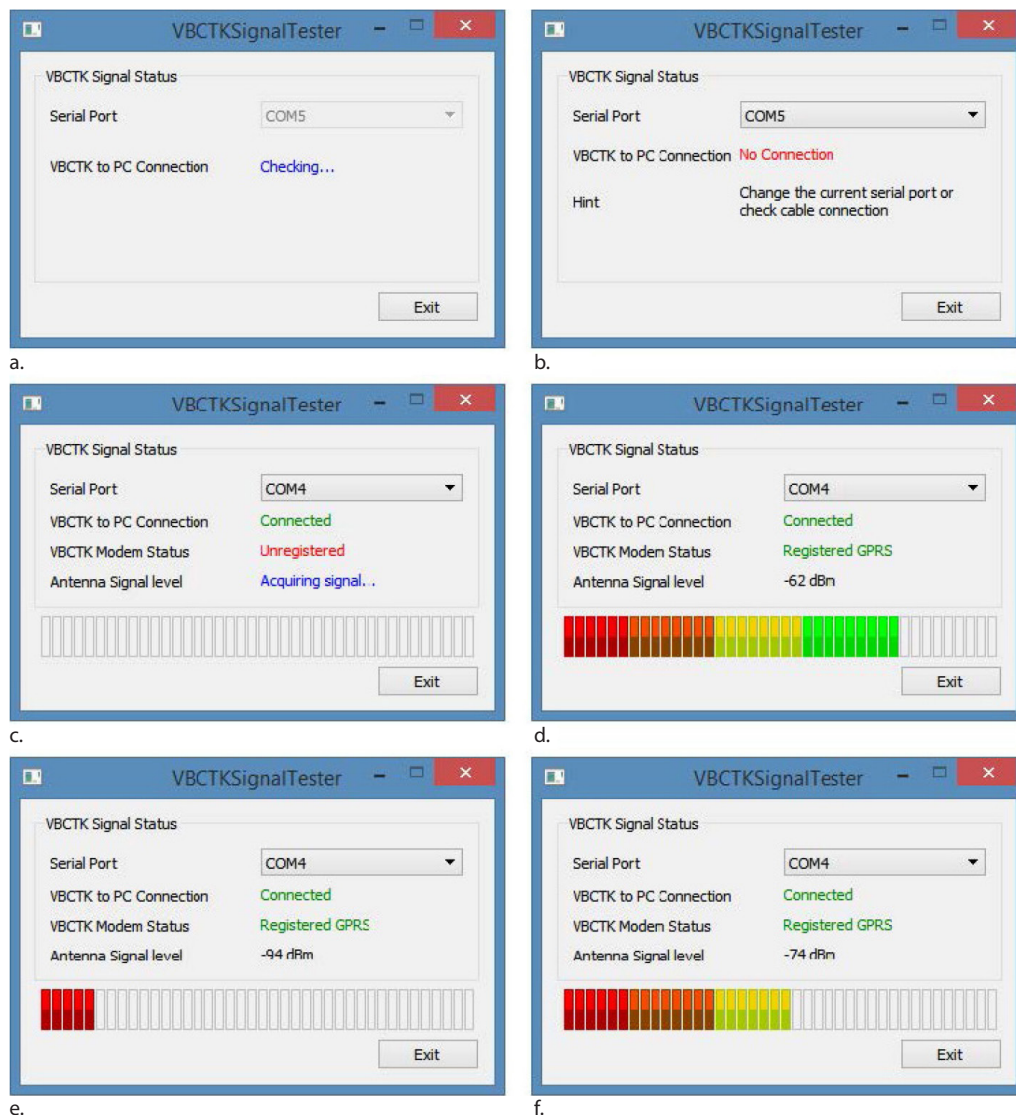 VBCTKSignalTester
VBCTK Signal Status
Serial Port COM5
VBCTK to PC Connection Checking...
Exit
a.
VBCTKSignalTester
VBCTK Signal Status
Serial Port COM5
VBCTK to PC Connection No Connection
Hint Change the current serial port or
check cable connection
Exit
b.
VBCTKSignalTester
VBCTK Signal Status
Serial Port COM4
VBCTK to PC Connection Connected
VBCTK Modem Status Unregistered
Antenna Signal level Acquiring signal..
Exit
c.
VBCTKSignalTester
VBCTK Signal Status
Serial Port COM4
VBCTK to PC Connection Connected
VBCTK Modem Status Registered GPRS
Antenna Signal level -62 dBm
Exit
d.
VBCTKSignalTester
VBCTK Signal Status
Serial Port COM4
VBCTK to PC Connection Connected
VBCTK Modem Status Registered GPRS
Antenna Signal level -94 dBm
Exit
e.
VBCTKSignalTester
VBCTK Signal Status
Serial Port COM4
VBCTK to PC Connection Connected
VBCTK Modem Status Registered GPRS
Antenna Signal level -74 dBm
Exit
f.